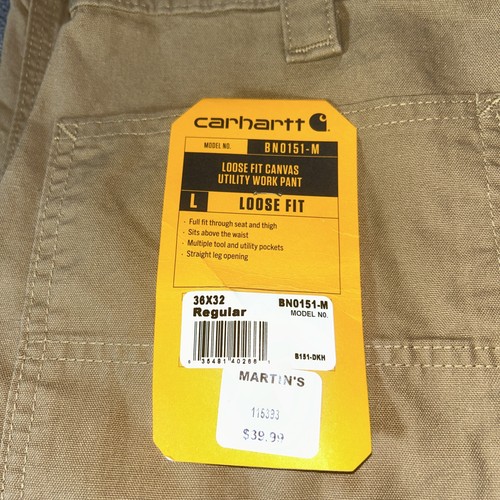 carhartt
MODEL NO. BN0151-M
LOOSE FIT CANVAS
UTILITY WORK PANT
L LOOSE FIT
· Full fit through seat and thigh
· Sits above the waist
· Multiple tool and utility pockets
· Straight leg opening
36X32 BN0151-M
Regular MODEL NO.
B151-DKH
MARTIN'S
$39.99